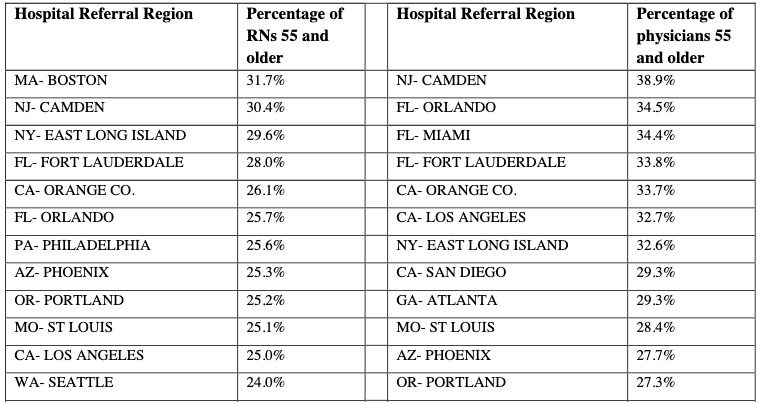 Hospital Referral Region Percentage of Hospital Referral Region Percentage of
RNs 55 and physicians 55
older and older
MA- BOSTON 31.7% NJ- CAMDEN 38.9%
NJ- CAMDEN 30.4% FL- ORLANDO 34.5%
NY- EAST LONG ISLAND 29.6% FL- MIAMI 34.4%
FL- FORT LAUDERDALE 28.0% FL- FORT LAUDERDALE 33.8%
CA- ORANGE CO. 26.1% CA- ORANGE CO. 33.7%
FL- ORLANDO 25.7% CA- LOS ANGELES 32.7%
PA- PHILADELPHIA 25.6% NY- EAST LONG ISLAND 32.6%
AZ- PHOENIX 25.3% CA- SAN DIEGO 29.3%
OR- PORTLAND 25.2% GA- ATLANTA 29.3%
MO- ST LOUIS 25.1% MO- ST LOUIS 28.4%
CA- LOS ANGELES 25.0% AZ- PHOENIX 27.7%
WA- SEATTLE 24.0% OR- PORTLAND 27.3%